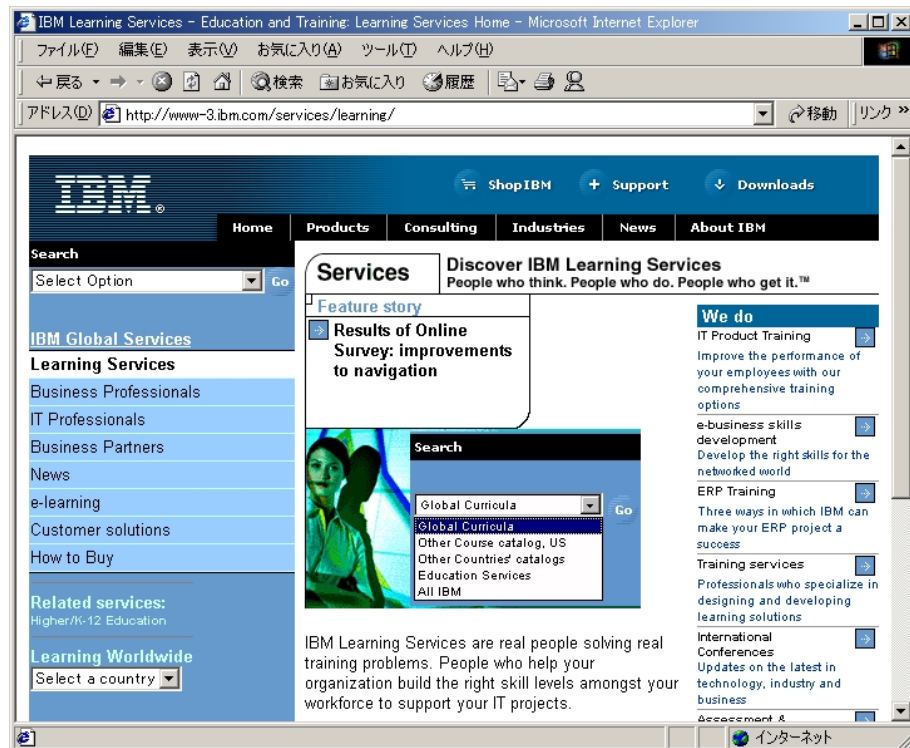 IBM Learning Services - Education and Training: Learning Services Home - Microsoft Internet Explorer
ファイル(F) 編集(E) 表示(V) お気に入り(A) ツール(T) ヘルプ(H)
戻る 検索 お気に入り 履歴
アドレス(D) http://www-3.ibm.com/services/learning/ 移動 リンク »
IBM®
ShopIBM Support Downloads
Home Products Consulting Industries News About IBM
Search
Select Option Go
IBM Global Services
Learning Services
Business Professionals
IT Professionals
Business Partners
News
e-learning
Customer solutions
How to Buy
Related services:
Higher/K-12 Education
Learning Worldwide
Select a country
Services
Discover IBM Learning Services
People who think. People who do. People who get it.™
Feature story
Results of Online
Survey: improvements
to navigation
Search
Global Curricula Go
Global Curricula
Other Course catalog, US
Other Countries' catalogs
Education Services
All IBM
IBM Learning Services are real people solving real
training problems. People who help your
organization build the right skill levels amongst your
workforce to support your IT projects.
We do
IT Product Training
Improve the performance of
your employees with our
comprehensive training
options
e-business skills
development
Develop the right skills for the
networked world
ERP Training
Three ways in which IBM can
make your ERP project a
success
Training services
Professionals who specialize in
designing and developing
learning solutions
International
Conferences
Updates on the latest in
technology, industry and
business
Assessment &
インターネット